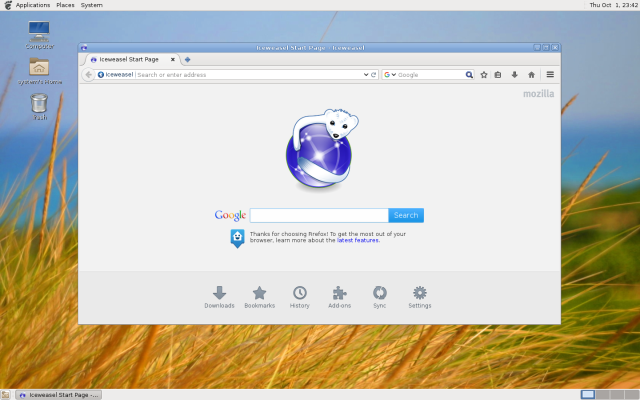 Applications Places System
Thu Oct 1, 23:42
Computer
system's Home
Trash
Iceweasel Start Page - Iceweasel
Iceweasel Start Page
Iceweasel Search or enter address
Google
mozilla
Google
Search
Thanks for choosing Firefox! To get the most out of your
browser, learn more about the latest features.
Downloads Bookmarks History Add-ons Sync Settings
Iceweasel Start Page -...